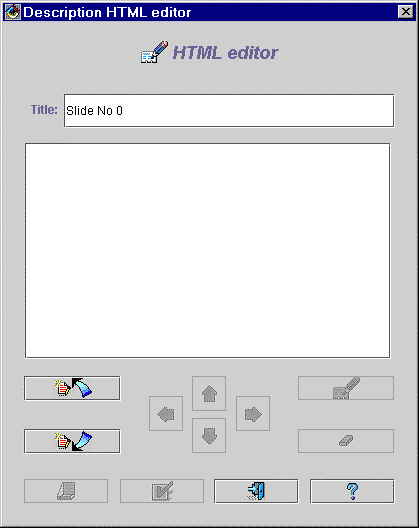 Description HTML editor
HTML editor
Title: Slide No 0
?